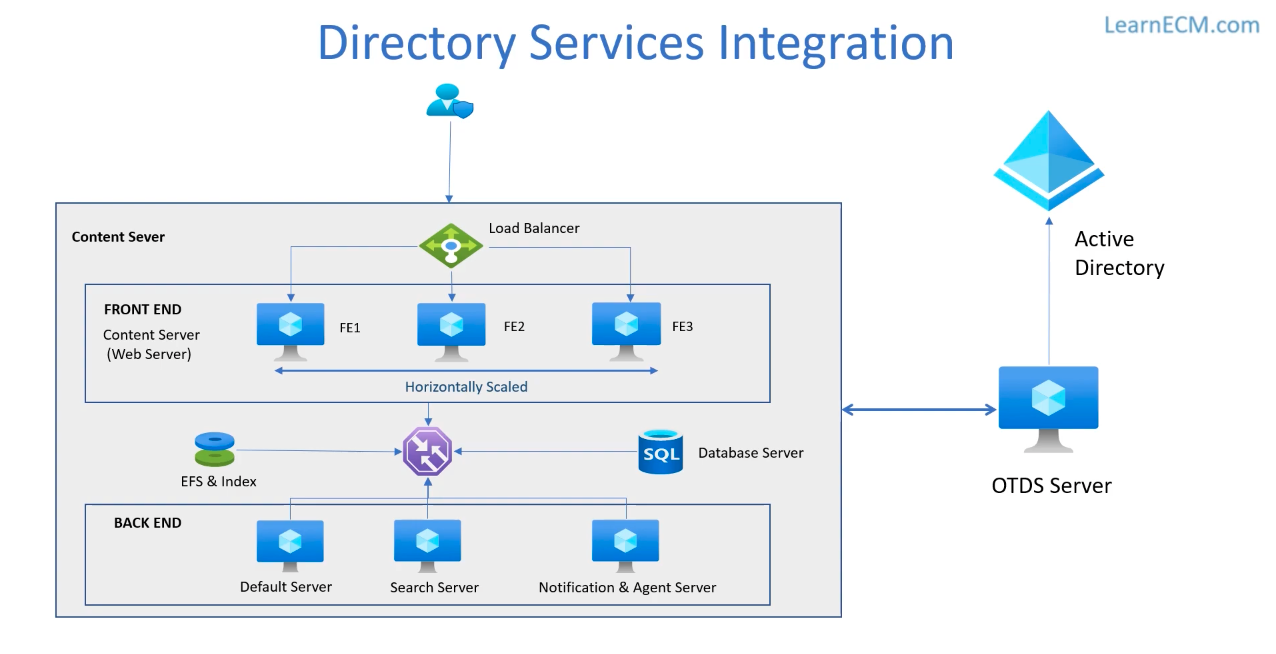 Directory Services Integration
LearnECM.com
Content Sever
Load Balancer
FRONT END
Content Server
(Web Server)
FE1
FE2
FE3
Horizontally Scaled
Active
Directory
EFS & Index
SQL
Database Server
OTDS Server
BACK END
Default Server
Search Server
Notification & Agent Server